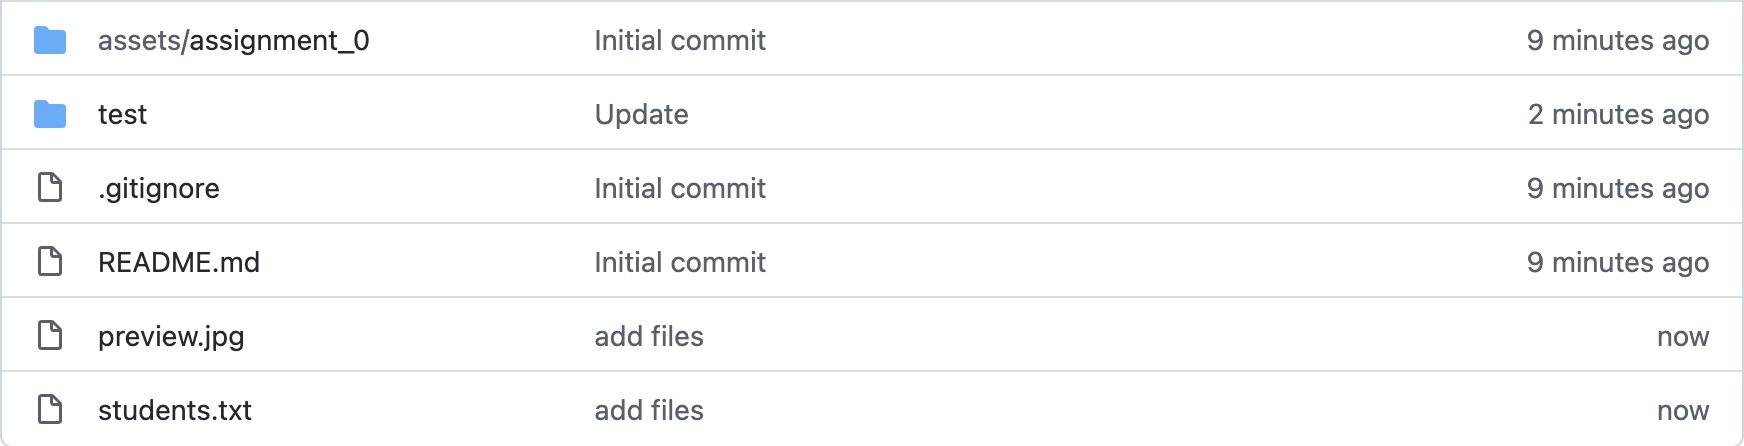 assets/assignment_0 Initial commit 9 minutes ago
test Update 2 minutes ago
.gitignore Initial commit 9 minutes ago
README.md Initial commit 9 minutes ago
preview.jpg add files now
students.txt add files now